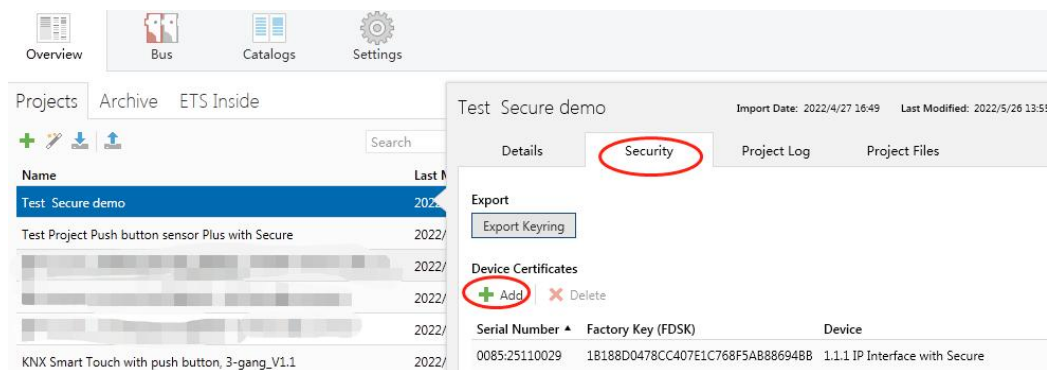 Overview Bus Catalogs Settings
Projects Archive ETS Inside
Search
Name Last M
Test Secure demo 202
Test Project Push button sensor Plus with Secure 2022/
2022/
2022/
2022/
KNX Smart Touch with push button, 3-gang_V1.1 2022/
Test Secure demo Import Date: 2022/4/27 16:49 Last Modified: 2022/5/26 13:55
Details Security Project Log Project Files
Export
Export Keyring
Device Certificates
Add Delete
Serial Number Factory Key (FDSK) Device
0085:25110029 1B188D0478CC407E1C768F5AB88694BB 1.1.1 IP Interface with Secure